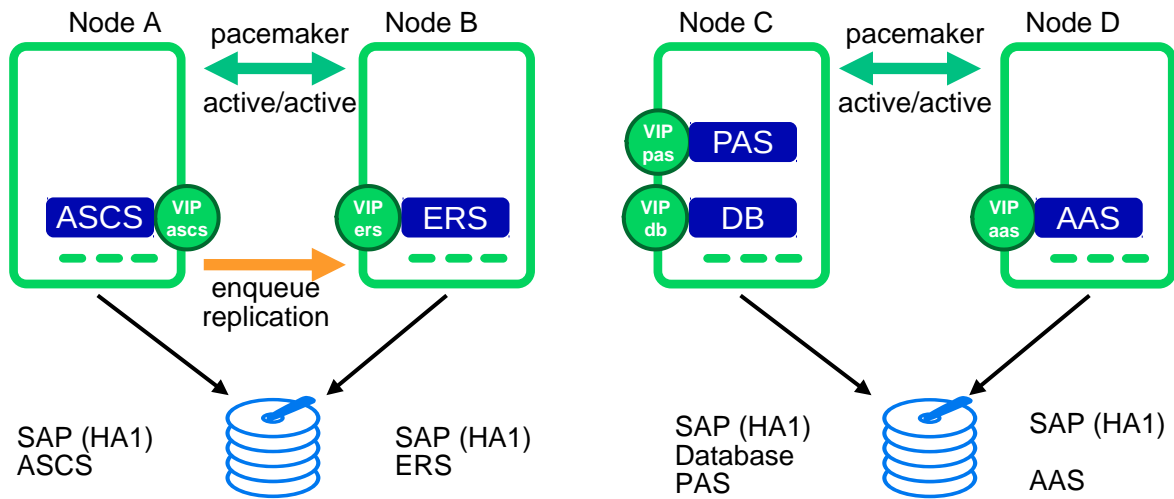 Node A
pacemaker
Node B
active/active
ASCS
VIP
ascs
VIP
ers
ERS
enqueue
replication
SAP (HA1)
ASCS
SAP (HA1)
ERS
Node C
pacemaker
Node D
active/active
VIP
pas
PAS
VIP
db
DB
VIP
aas
AAS
SAP (HA1)
Database
PAS
SAP (HA1)
AAS